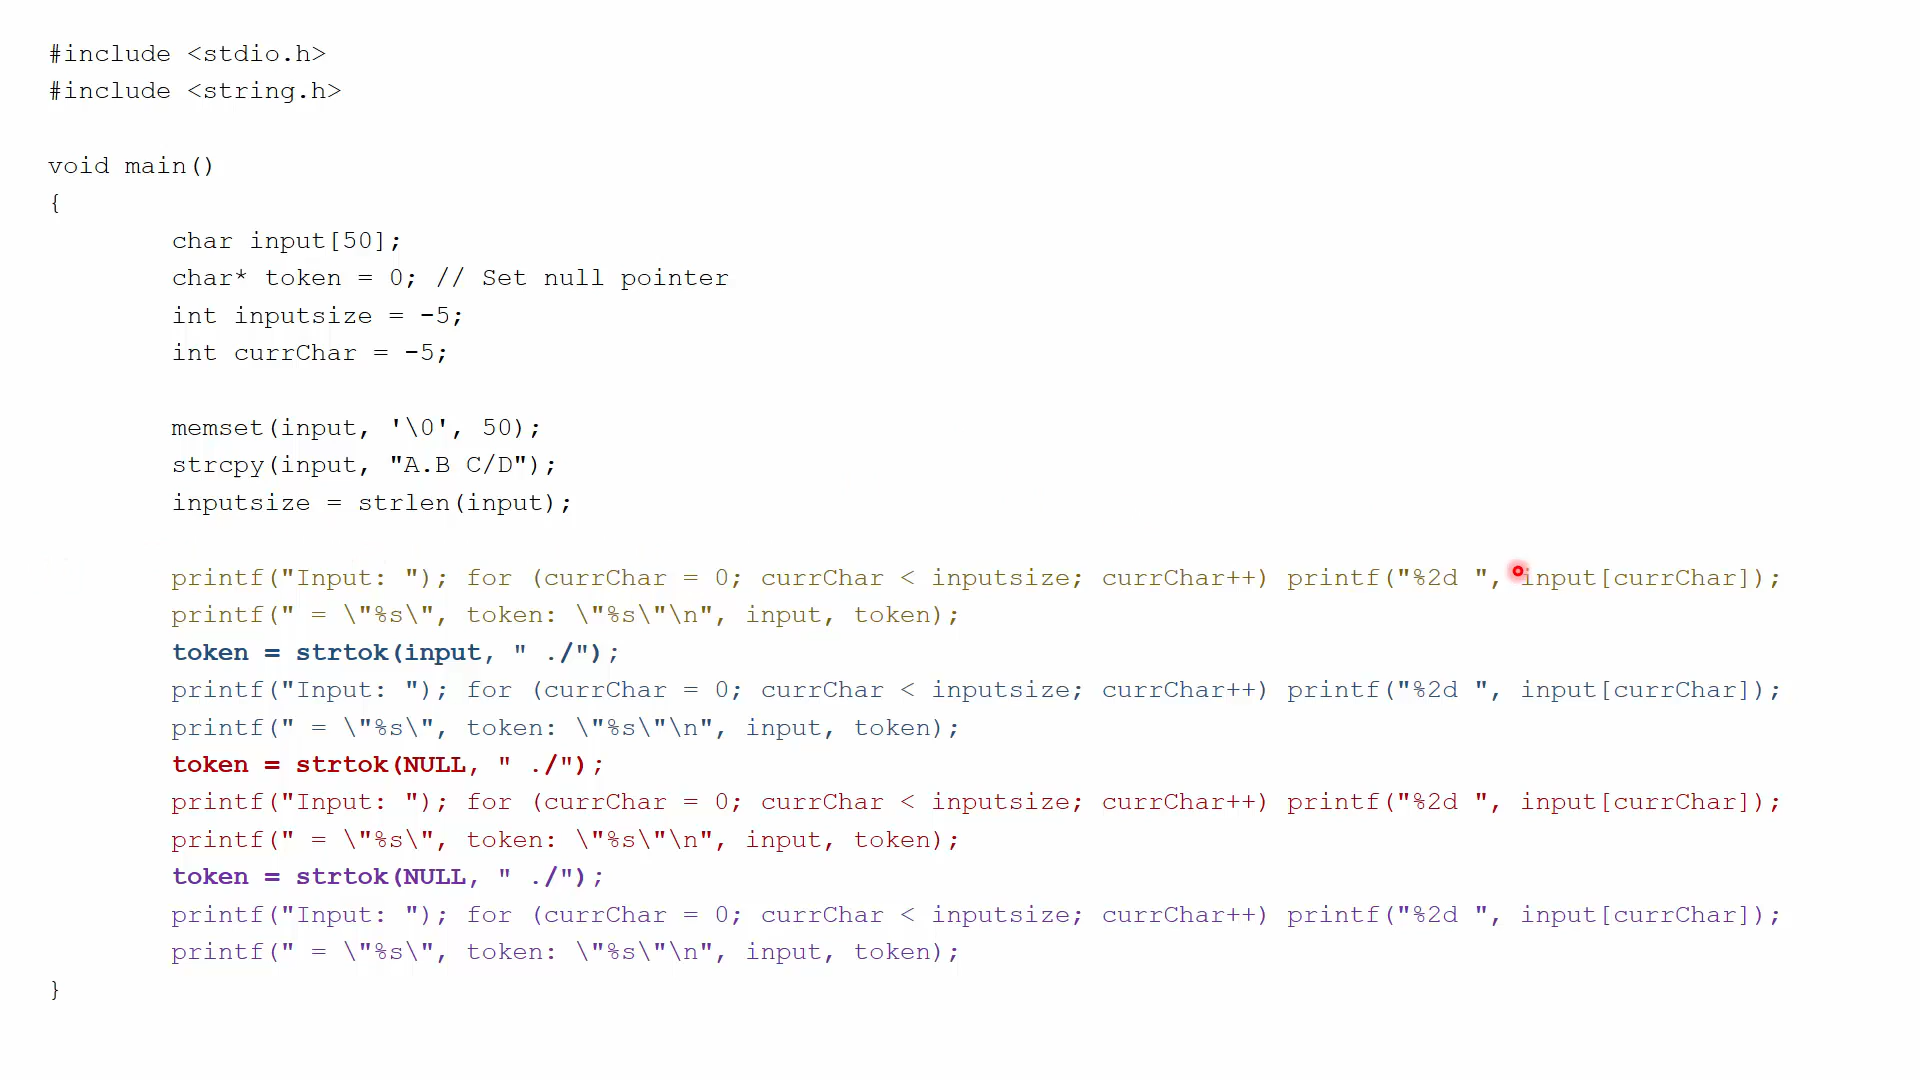 #include <stdio.h>
#include <string.h>
void main()
{
char input[50];
char* token = 0; // Set null pointer
int inputsize = -5;
int currChar = -5;
memset(input, '\0', 50);
strcpy(input, "A.B C/D");
inputsize = strlen(input);
printf("Input: "); for (currChar = 0; currChar < inputsize; currChar++) printf("%2d ", input[currChar]);
printf(" = \"%s\", token: \"%s\"\n", input, token);
token = strtok(input, " ./");
printf("Input: "); for (currChar = 0; currChar < inputsize; currChar++) printf("%2d ", input[currChar]);
printf(" = \"%s\", token: \"%s\"\n", input, token);
token = strtok(NULL, " ./");
printf("Input: "); for (currChar = 0; currChar < inputsize; currChar++) printf("%2d ", input[currChar]);
printf(" = \"%s\", token: \"%s\"\n", input, token);
token = strtok(NULL, " ./");
printf("Input: "); for (currChar = 0; currChar < inputsize; currChar++) printf("%2d ", input[currChar]);
printf(" = \"%s\", token: \"%s\"\n", input, token);
}